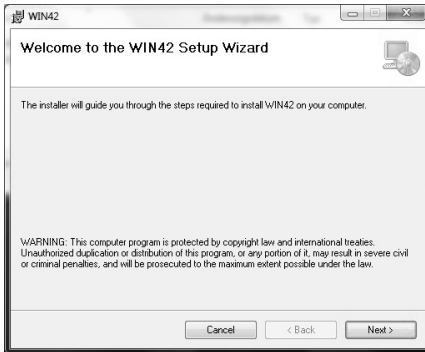 WIN42
Welcome to the WIN42 Setup Wizard
The installer will guide you through the steps required to install WIN42 on your computer.
WARNING: This computer program is protected by copyright law and international treaties.
Unauthorized duplication or distribution of this program, or any portion of it, may result in severe civil
or criminal penalties, and will be prosecuted to the maximum extent possible under the law.
Cancel
< Back
Next >